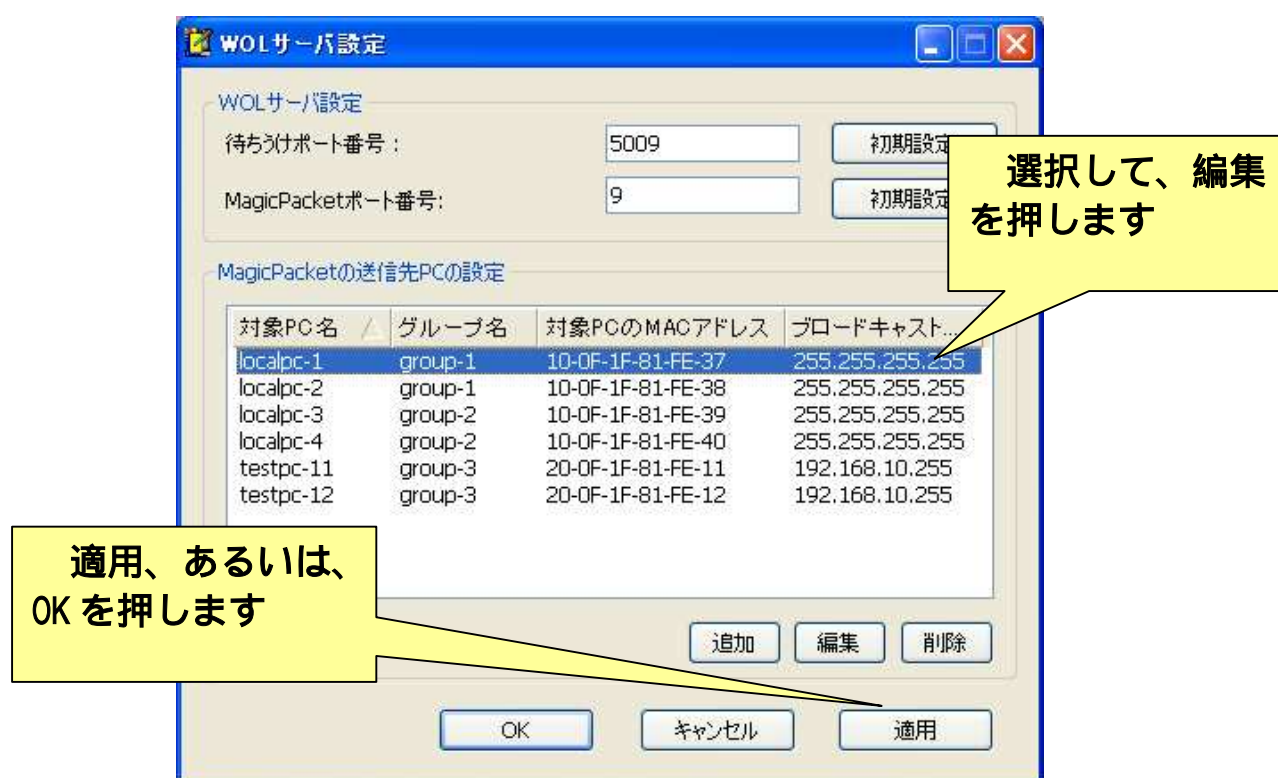 WOLサーバ設定
WOLサーバ設定
待ちうけポート番号： 5009 初期設定
選択して、編集
を押します
MagicPacketポート番号: 9 初期設定
MagicPacketの送信先PCの設定
対象PC名 グループ名 対象PCのMACアドレス ブロードキャスト...
localpc-1 group-1 10-0F-1F-81-FE-37 255.255.255.255
localpc-2 group-1 10-0F-1F-81-FE-38 255.255.255.255
localpc-3 group-2 10-0F-1F-81-FE-39 255.255.255.255
localpc-4 group-2 10-0F-1F-81-FE-40 255.255.255.255
testpc-11 group-3 20-0F-1F-81-FE-11 192.168.10.255
testpc-12 group-3 20-0F-1F-81-FE-12 192.168.10.255
適用、あるいは、
OKを押します
追加 編集 削除
OK キャンセル 適用